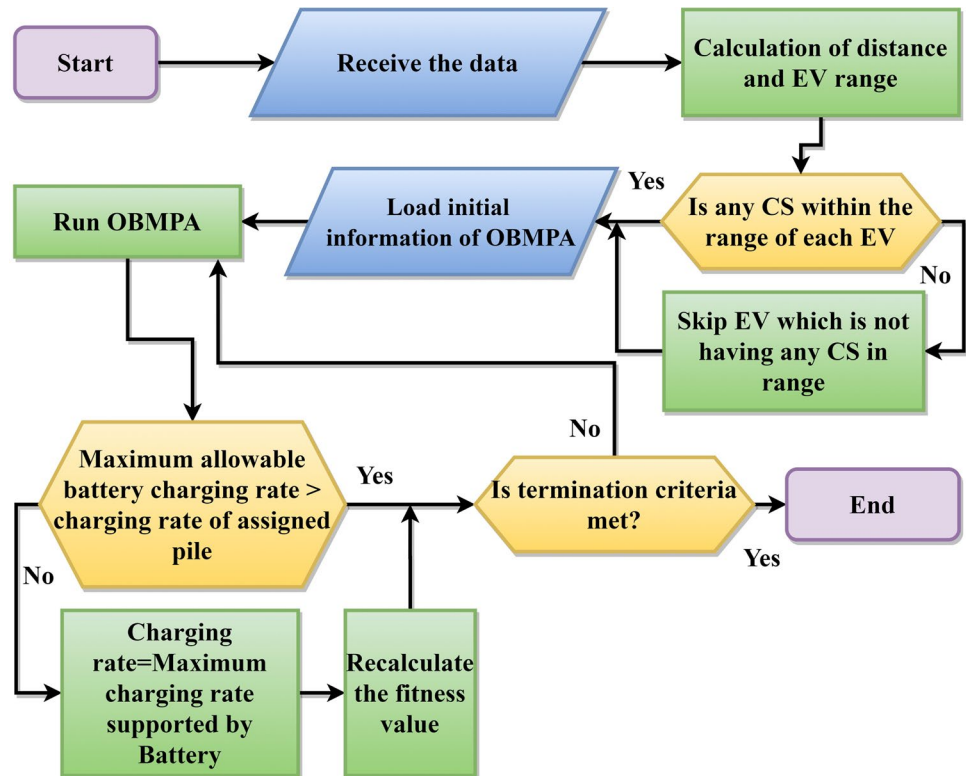 Start
Receive the data
Calculation of distance
and EV range
Yes
Is any CS within the
range of each EV
No
Load initial
information of OBMPA
Run OBMPA
Skip EV which is not
having any CS in
range
No
Maximum allowable
battery charging rate >
charging rate of assigned
pile
Yes
Is termination criteria
met?
End
Yes
No
Charging
rate=Maximum
charging rate
supported by
Battery
Recalculate
the fitness
value